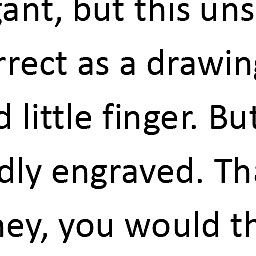 gant, but this uns
rrect as a drawing
d little finger. But
dly engraved. Tha
ney, you would th